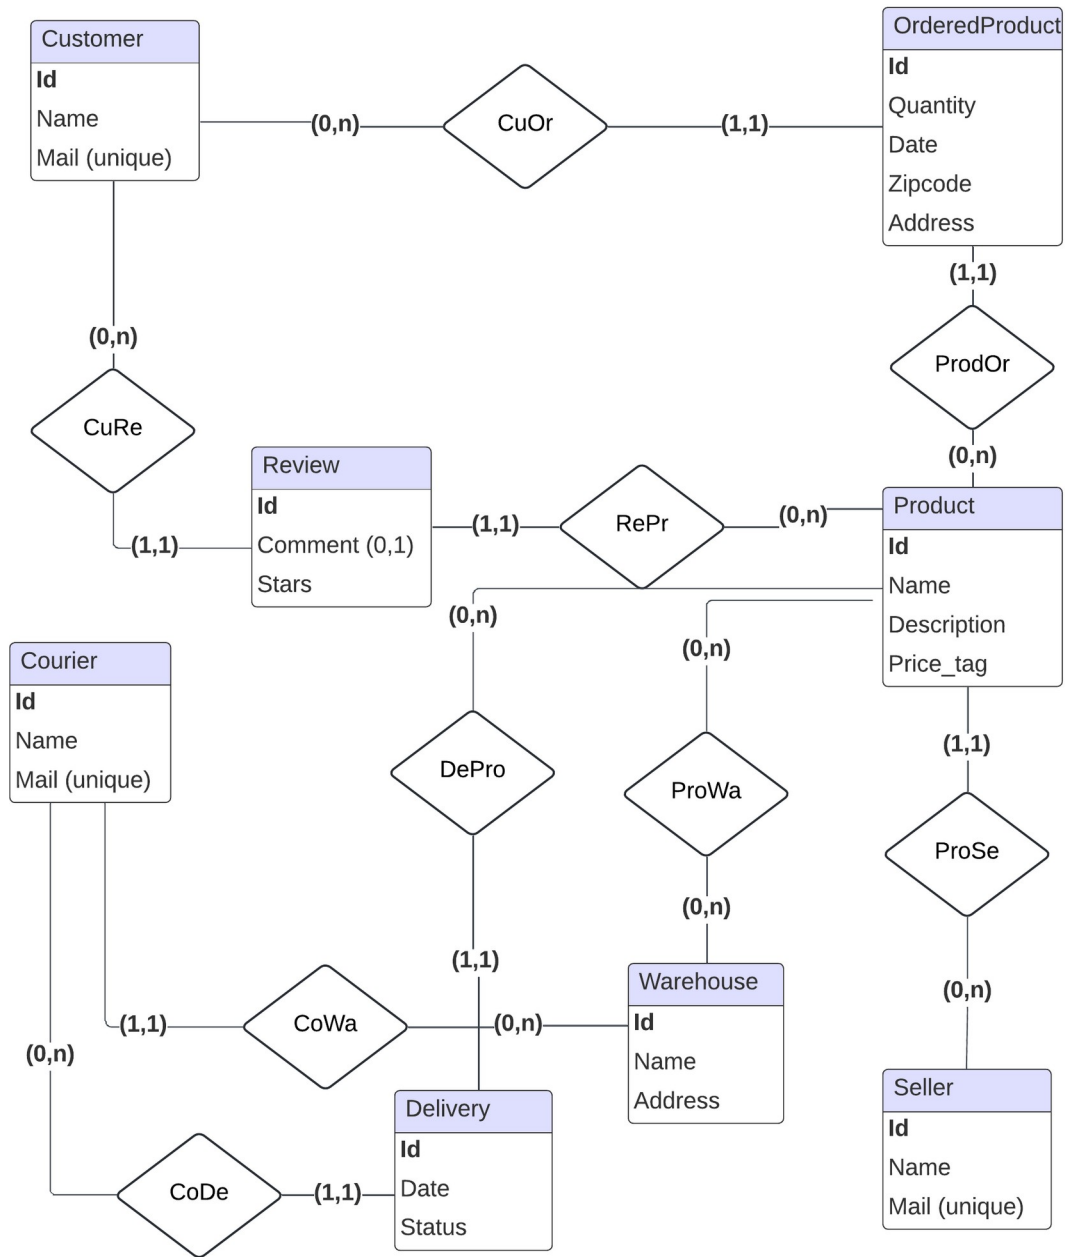 Customer
Id
Name
Mail (unique)
(0,n)
CuOr
(1,1)
OrderedProduct
Id
Quantity
Date
Zipcode
Address
(1,1)
ProdOr
(0,n)
(0,n)
CuRe
(1,1)
Review
Id
Comment (0,1)
Stars
(1,1)
RePr
(0,n)
Product
Id
Name
Description
Price_tag
(0,n)
DePro
(1,1)
(0,n)
ProWa
(0,n)
(1,1)
ProSe
(0,n)
Courier
Id
Name
Mail (unique)
(1,1)
CoWa
(0,n)
Warehouse
Id
Name
Address
(0,n)
CoDe
(1,1)
Delivery
Id
Date
Status
Seller
Id
Name
Mail (unique)